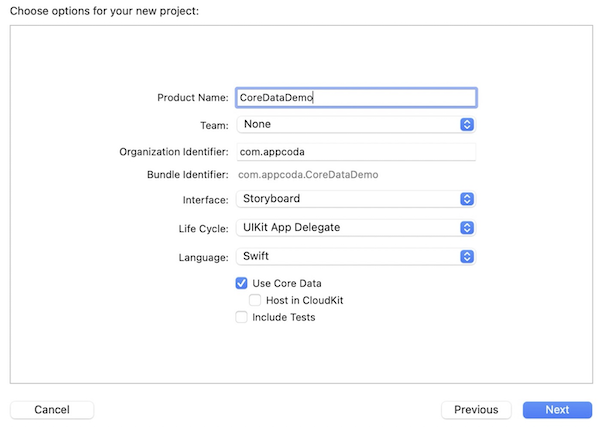 Choose options for your new project:
Product Name: CoreDataDemo
Team: None
Organization Identifier: com.appcoda
Bundle Identifier: com.appcoda.CoreDataDemo
Interface: Storyboard
Life Cycle: UIKit App Delegate
Language: Swift
Use Core Data
Host in CloudKit
Include Tests
Cancel Previous Next